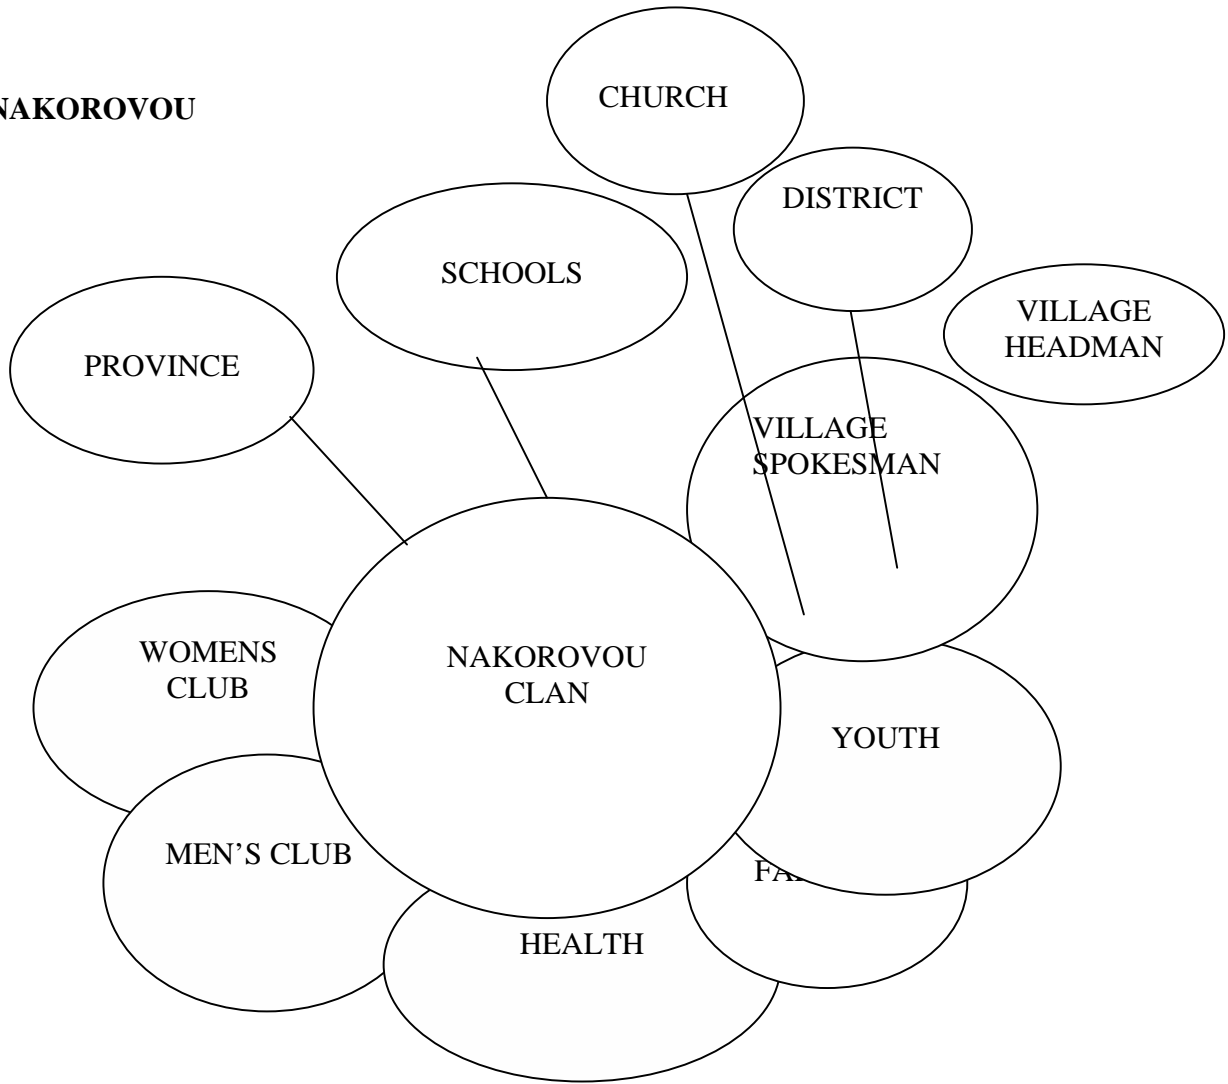 NAKOROVOU
CHURCH
DISTRICT
SCHOOLS
VILLAGE
HEADMAN
PROVINCE
VILLAGE
SPOKESMAN
WOMENS
CLUB
NAKOROVOU
CLAN
YOUTH
MEN’S CLUB
HEALTH